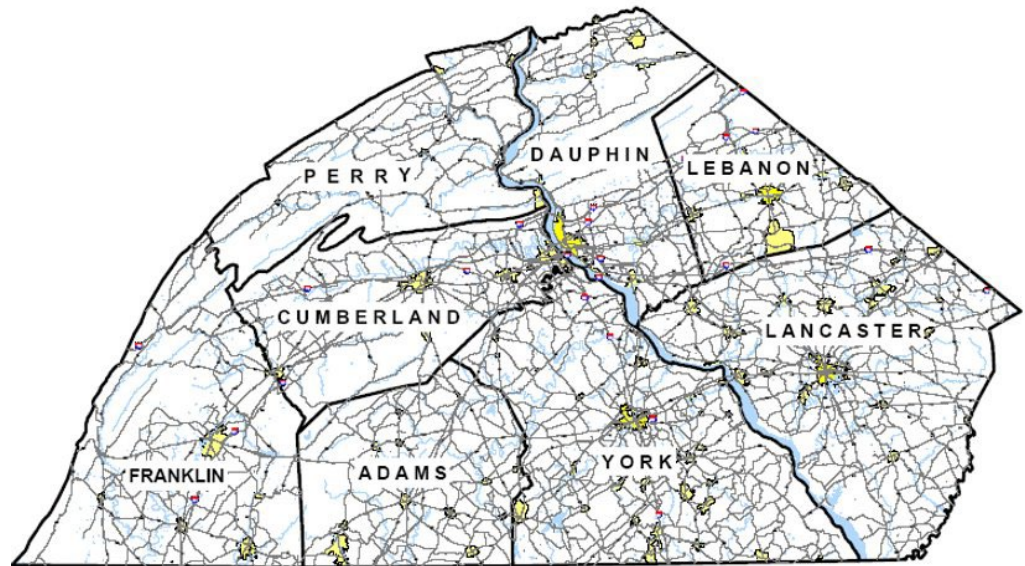 DAUPHIN
LEBANON
PERRY
CUMBERLAND
LANCASTER
YORK
ADAMS
FRANKLIN